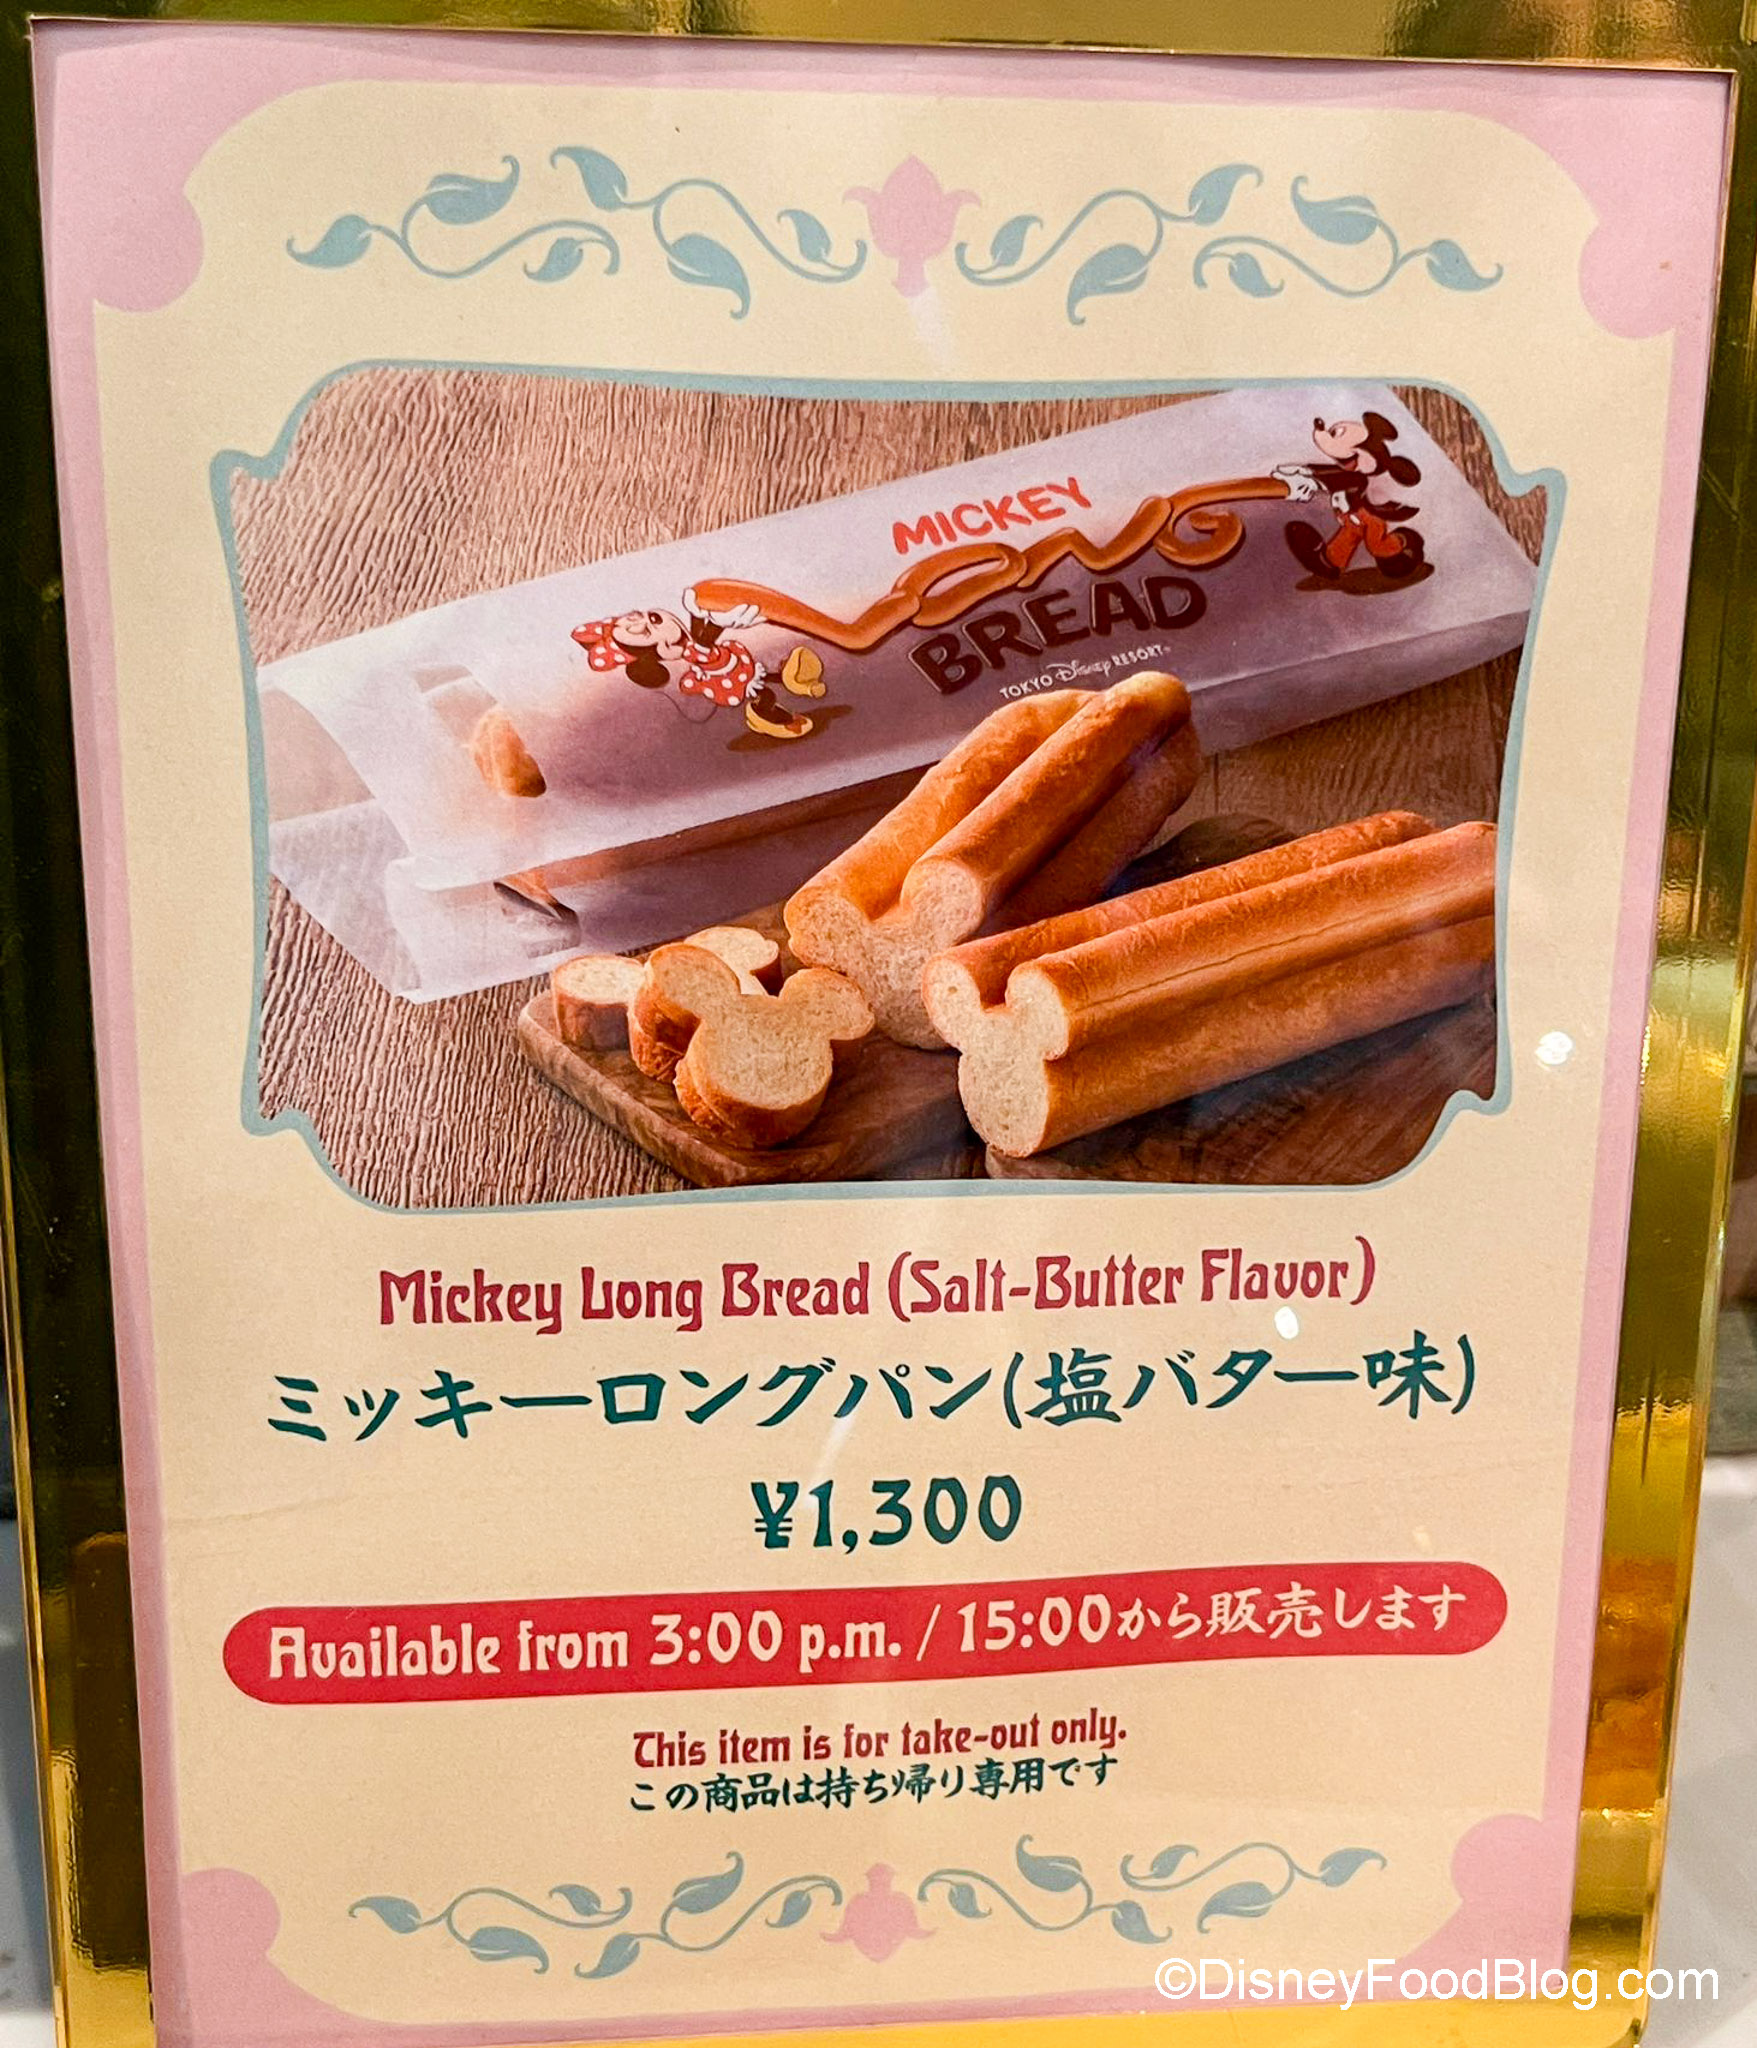 MICKEY
LONG
BREAD
TOKYO Disney RESORT
Mickey Long Bread (Salt-Butter Flavor)
ミッキーロングパン(塩バター味)
¥1,300
Available from 3:00 p.m. / 15:00から販売します
This item is for take-out only.
この商品は持ち帰り専用です
©DisneyFoodBlog.com